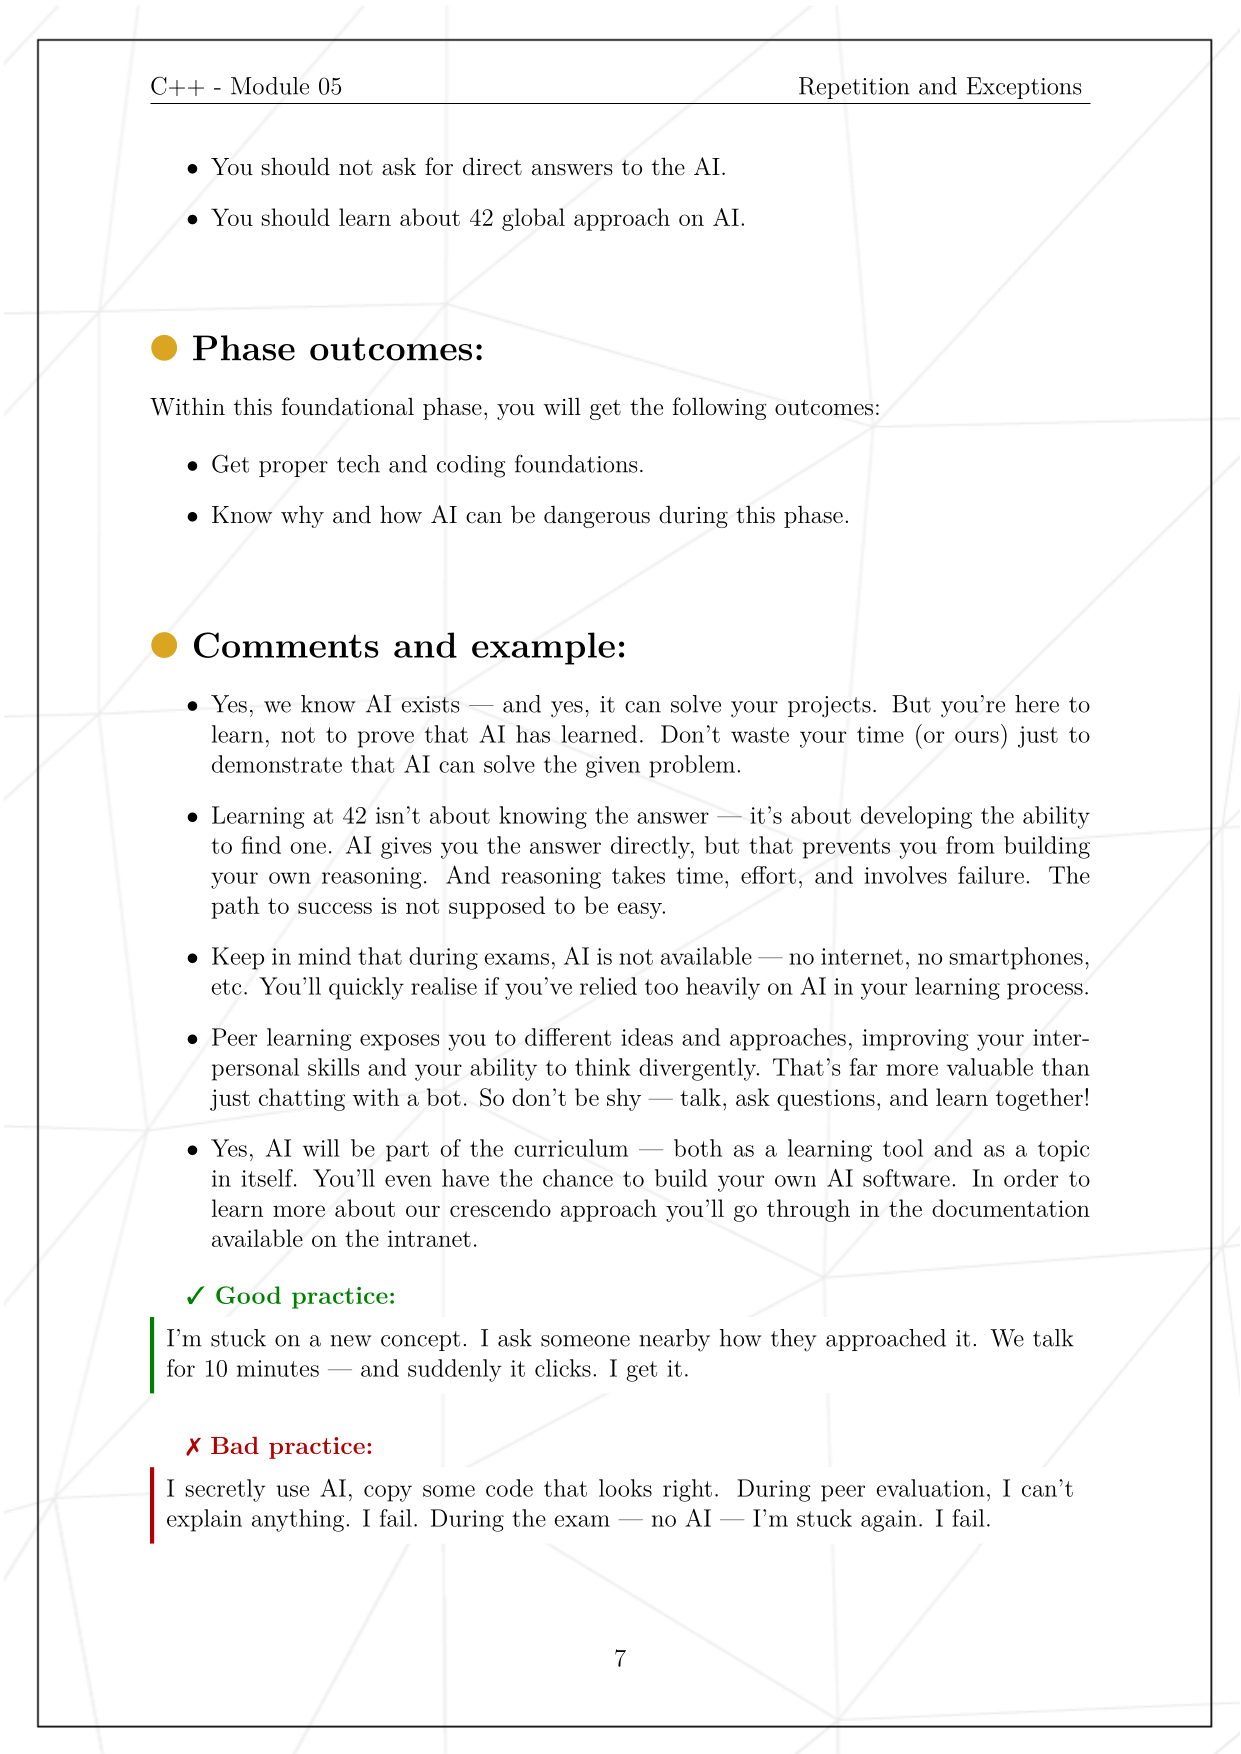 C++ - Module 05 Repetition and Exceptions
• You should not ask for direct answers to the AI.
• You should learn about 42 global approach on AI.
Phase outcomes:
Within this foundational phase, you will get the following outcomes:
• Get proper tech and coding foundations.
• Know why and how AI can be dangerous during this phase.
Comments and example:
• Yes, we know AI exists — and yes, it can solve your projects. But you're here to
learn, not to prove that AI has learned. Don't waste your time (or ours) just to
demonstrate that AI can solve the given problem.
• Learning at 42 isn't about knowing the answer — it's about developing the ability
to find one. AI gives you the answer directly, but that prevents you from building
your own reasoning. And reasoning takes time, effort, and involves failure. The
path to success is not supposed to be easy.
• Keep in mind that during exams, AI is not available — no internet, no smartphones,
etc. You'll quickly realise if you've relied too heavily on AI in your learning process.
• Peer learning exposes you to different ideas and approaches, improving your inter-
personal skills and your ability to think divergently. That's far more valuable than
just chatting with a bot. So don't be shy — talk, ask questions, and learn together!
• Yes, AI will be part of the curriculum — both as a learning tool and as a topic
in itself. You'll even have the chance to build your own AI software. In order to
learn more about our crescendo approach you'll go through in the documentation
available on the intranet.
✓ Good practice:
I'm stuck on a new concept. I ask someone nearby how they approached it. We talk
for 10 minutes — and suddenly it clicks. I get it.
✗ Bad practice:
I secretly use AI, copy some code that looks right. During peer evaluation, I can't
explain anything. I fail. During the exam — no AI — I'm stuck again. I fail.
7